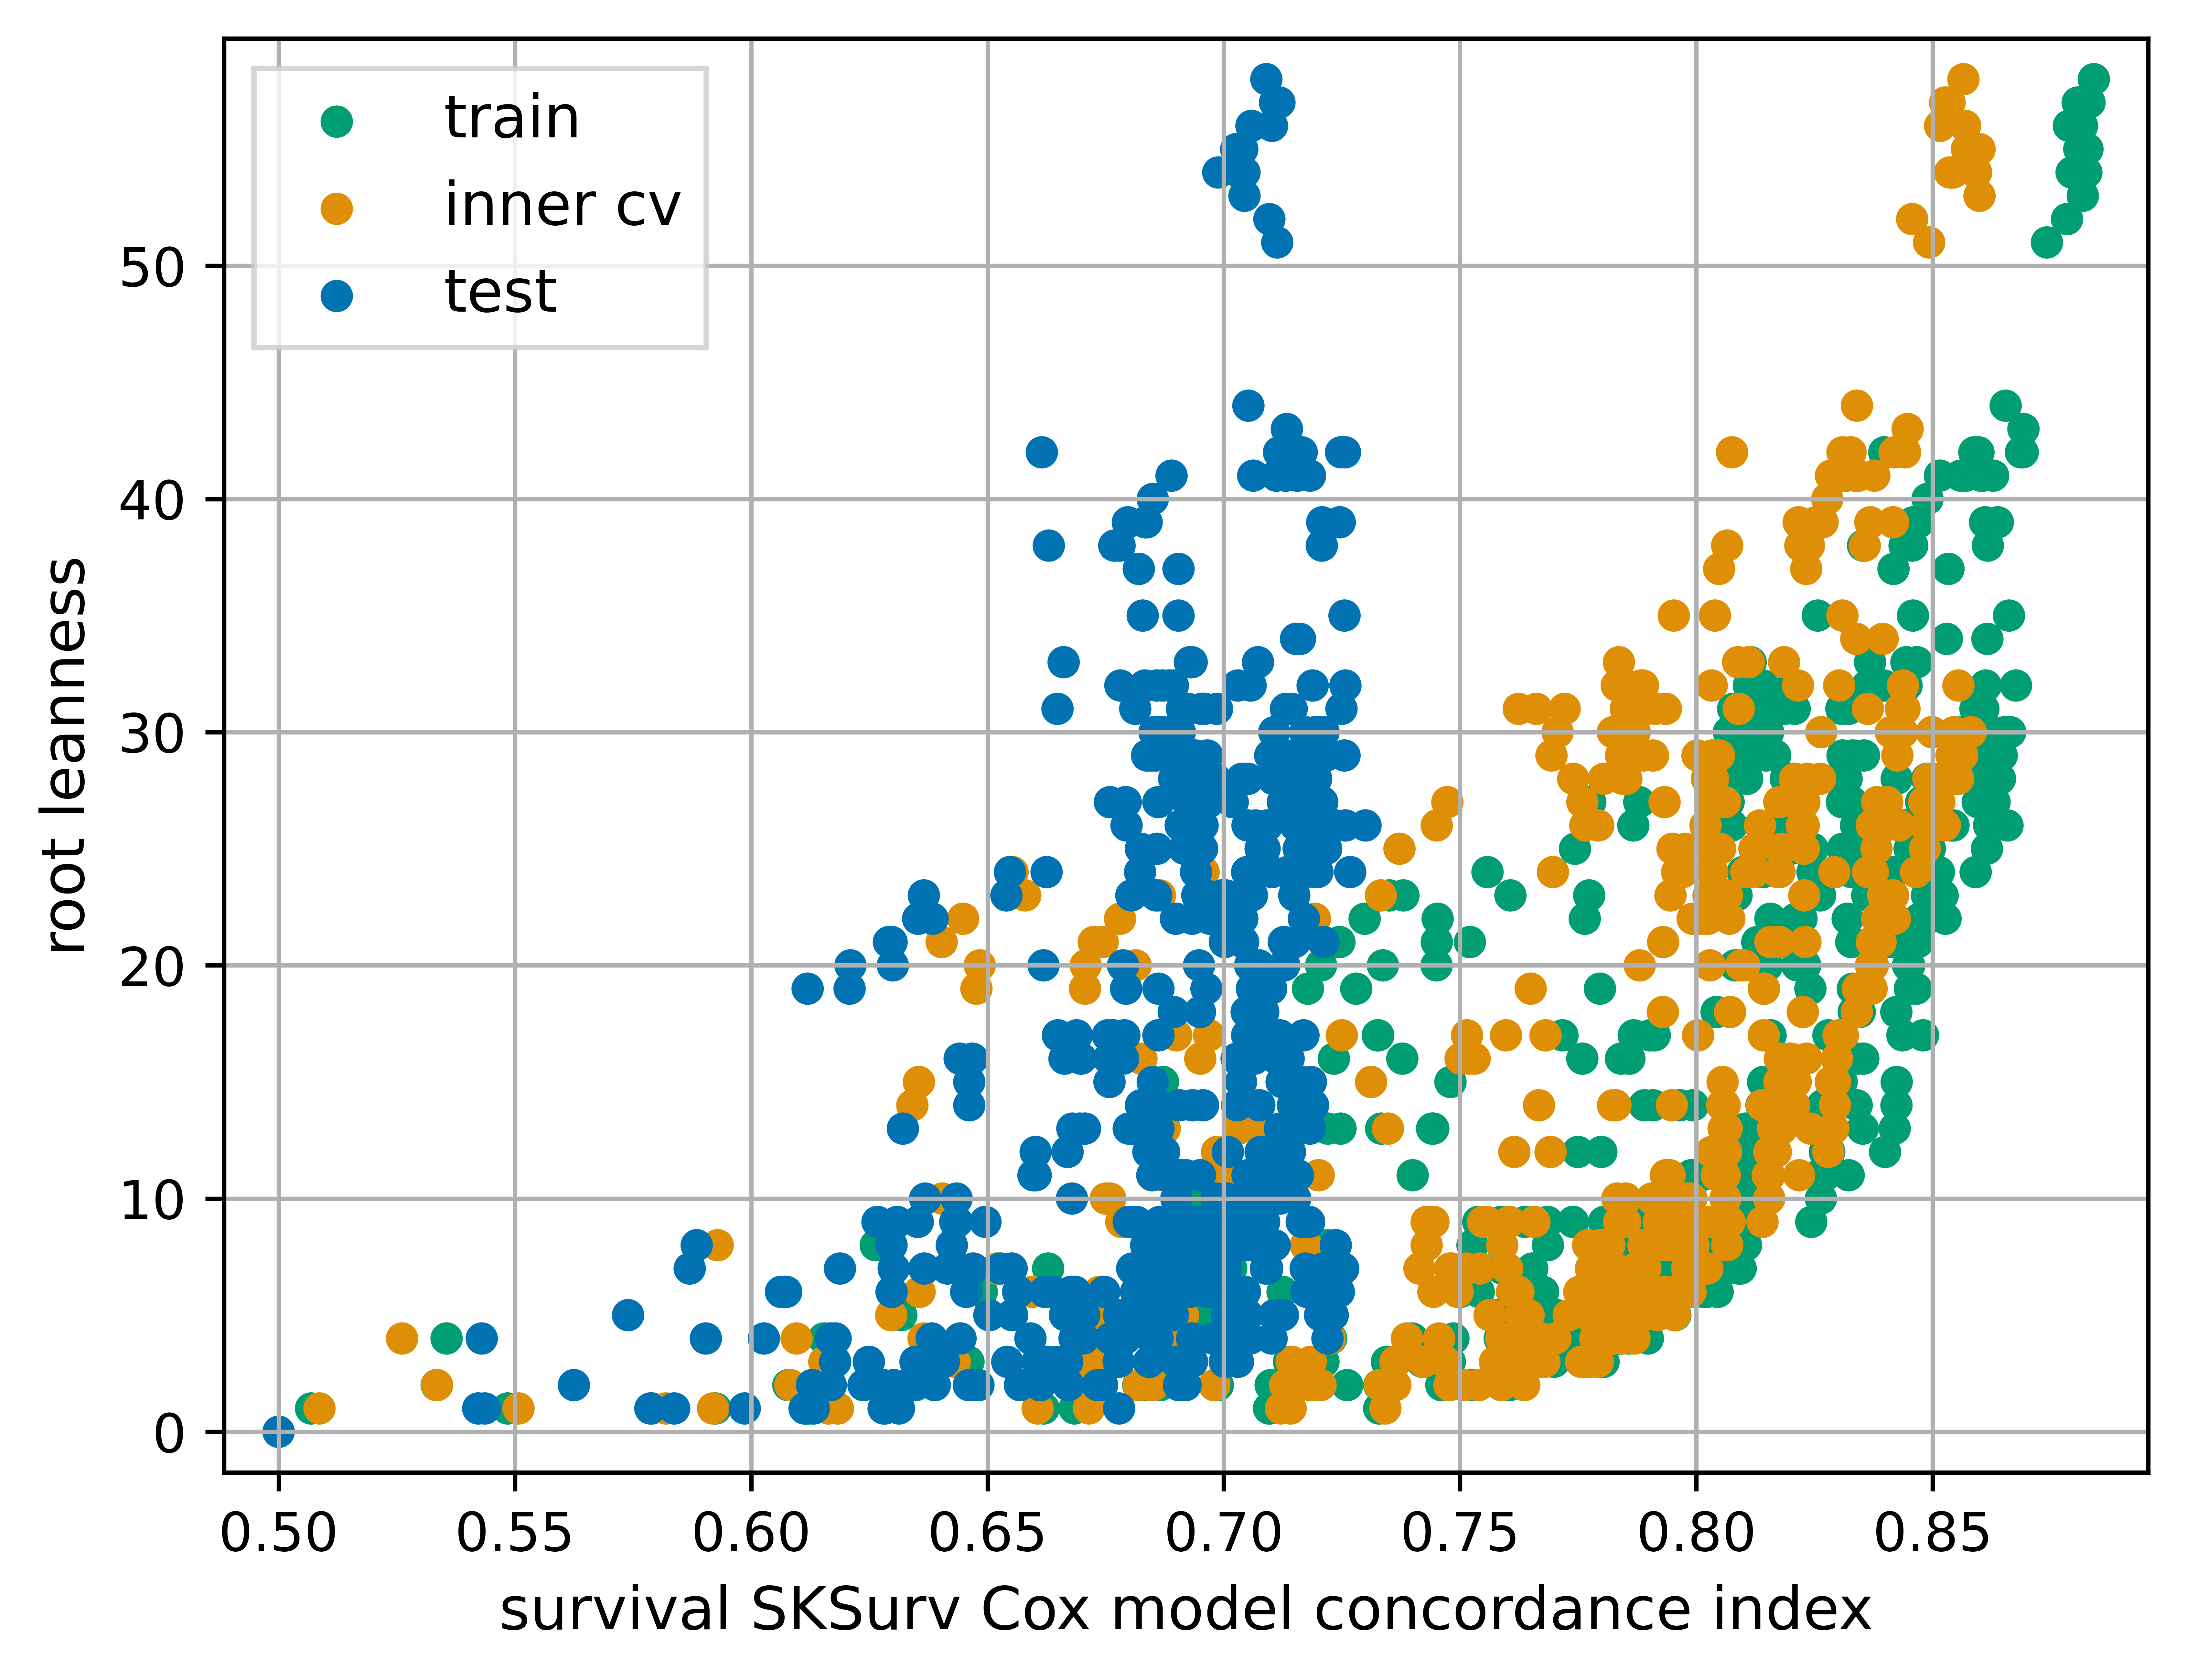 train
inner cv
test
50
40
30
20
10
0
root leanness
0.50 0.55 0.60 0.65 0.70 0.75 0.80 0.85
survival SKSurv Cox model concordance index